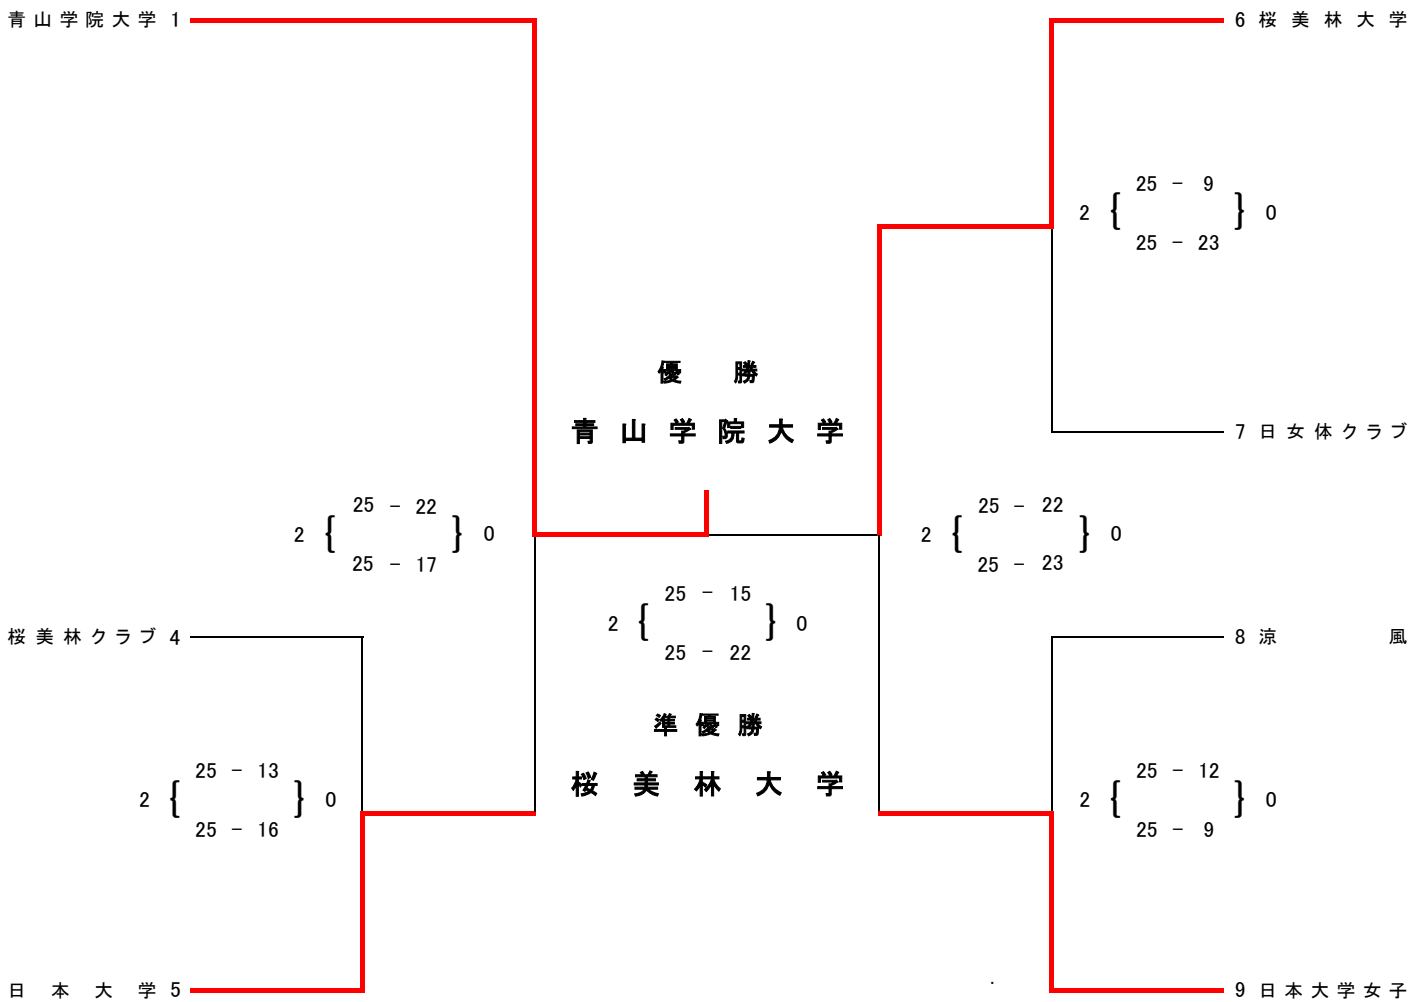 青山学院大学 1
6 桜美林大学
25 - 9
2 { } 0
25 - 23
優勝
青山学院大学
7 日女体クラブ
25 - 22
2 { } 0
25 - 17
25 - 22
2 { } 0
25 - 23
25 - 15
2 { } 0
25 - 22
桜美林クラブ 4
8 涼風
準優勝
桜美林大学
25 - 13
2 { } 0
25 - 16
25 - 12
2 { } 0
25 - 9
日本大学 5
9 日本大学女子